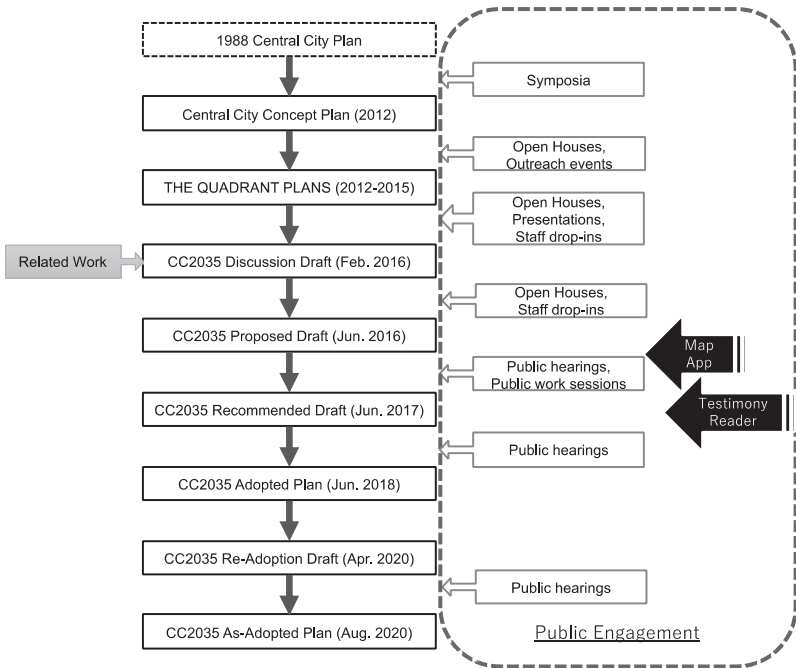 1988 Central City Plan
Symposia
Central City Concept Plan (2012)
Open Houses,
Outreach events
THE QUADRANT PLANS (2012-2015)
Open Houses,
Presentations,
Staff drop-ins
Related Work
CC2035 Discussion Draft (Feb. 2016)
Open Houses,
Staff drop-ins
CC2035 Proposed Draft (Jun. 2016)
Map
App
Public hearings,
Public work sessions
Testimony
Reader
CC2035 Recommended Draft (Jun. 2017)
Public hearings
CC2035 Adopted Plan (Jun. 2018)
CC2035 Re-Adoption Draft (Apr. 2020)
Public hearings
CC2035 As-Adopted Plan (Aug. 2020)
Public Engagement